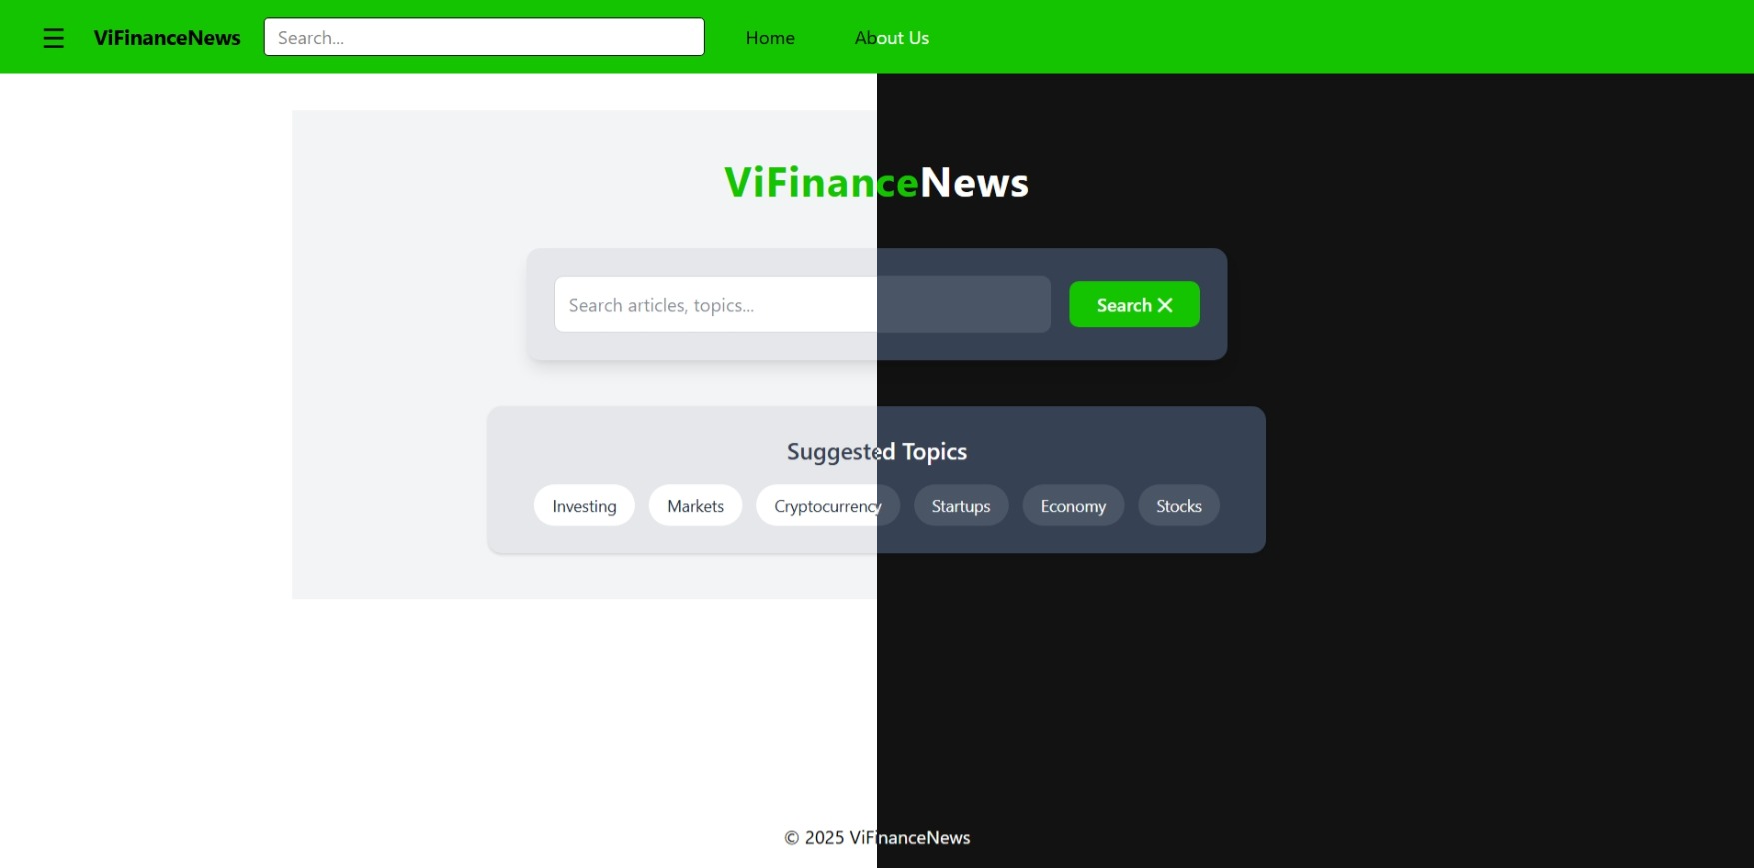 ViFinanceNews Search... Home About Us
ViFinanceNews
Search articles, topics... Search
Suggested Topics
Investing Markets Cryptocurrency Startups Economy Stocks
© 2025 ViFinanceNews